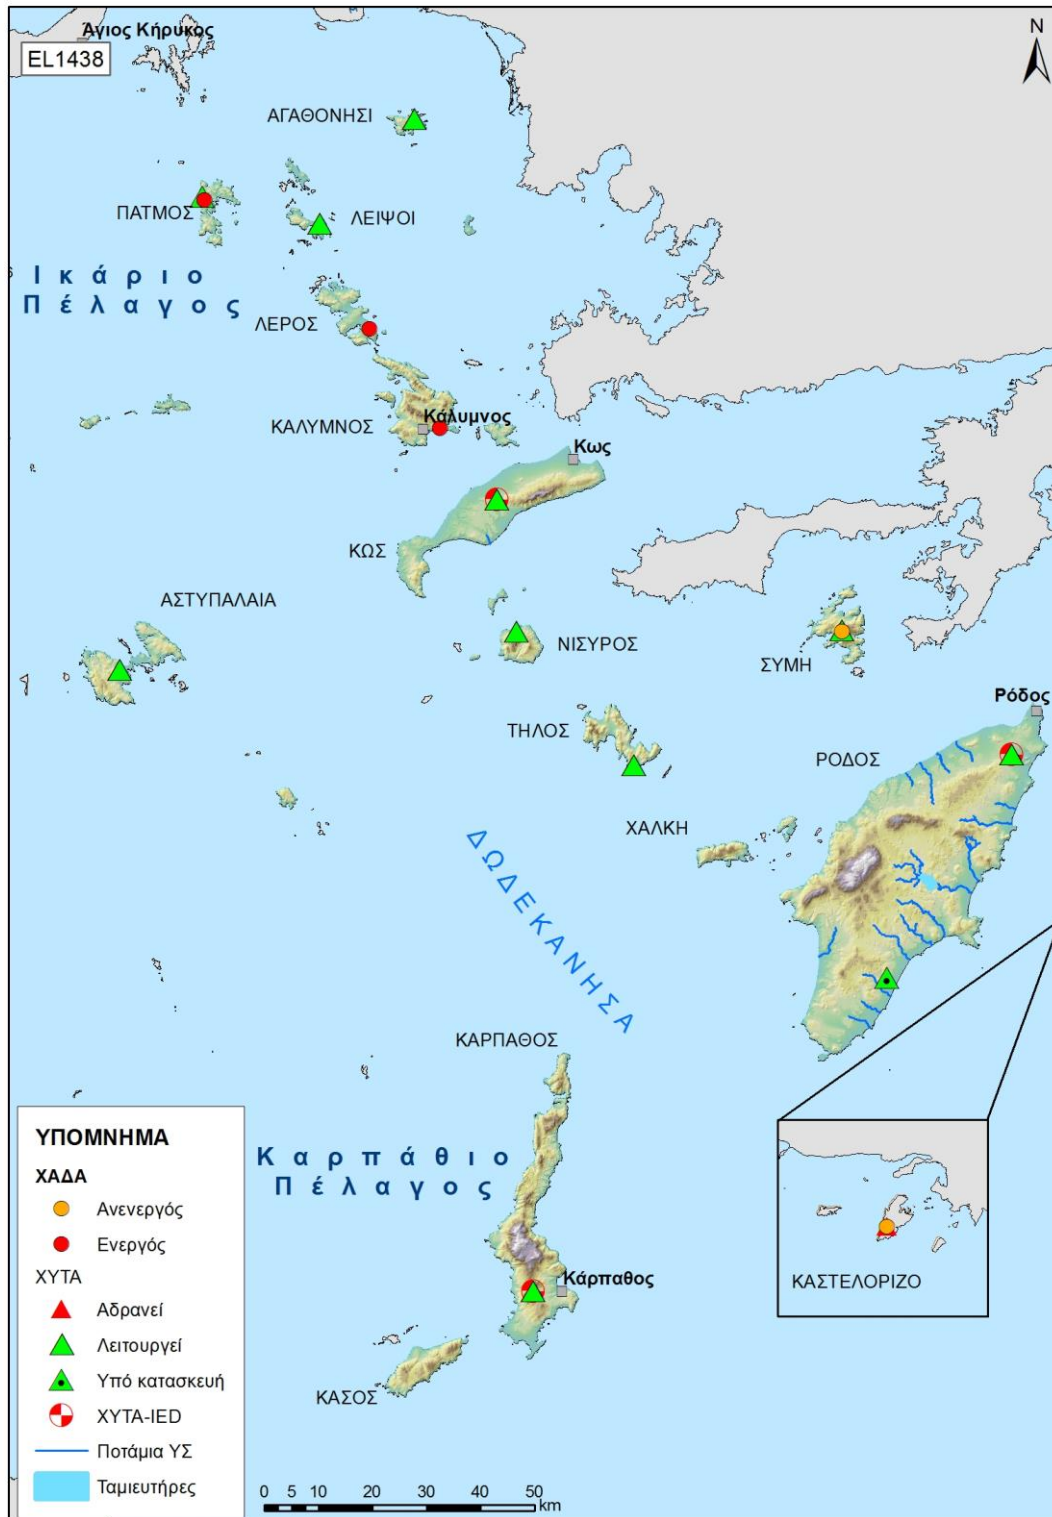 Άγιος Κήρυκος
EL1438
N
ΑΓΑΘΟΝΗΣΙ
ΠΑΤΜΟΣ
ΛΕΙΨΟΙ
Ικάριο
Πέλαγος
ΛΕΡΟΣ
ΚΑΛΥΜΝΟΣ
Κάλυμνος
Κως
ΚΩΣ
ΑΣΤΥΠΑΛΑΙΑ
ΝΙΣΥΡΟΣ
ΣΥΜΗ
Ρόδος
ΤΗΛΟΣ
ΡΟΔΟΣ
ΧΑΛΚΗ
ΔΩΔΕΚΑΝΗΣΑ
ΚΑΡΠΑΘΟΣ
Καρπάθιο
Πέλαγος
Κάρπαθος
ΚΑΣΤΕΛΟΡΙΖΟ
ΚΑΣΟΣ
ΥΠΟΜΝΗΜΑ
ΧΑΔΑ
Ανενεργός
Ενεργός
ΧΥΤΑ
Αδρανεί
Λειτουργεί
Υπό κατασκευή
ΧΥΤΑ-IED
Ποτάμια ΥΣ
Ταμιευτήρες
0 5 10 20 30 40 50
km